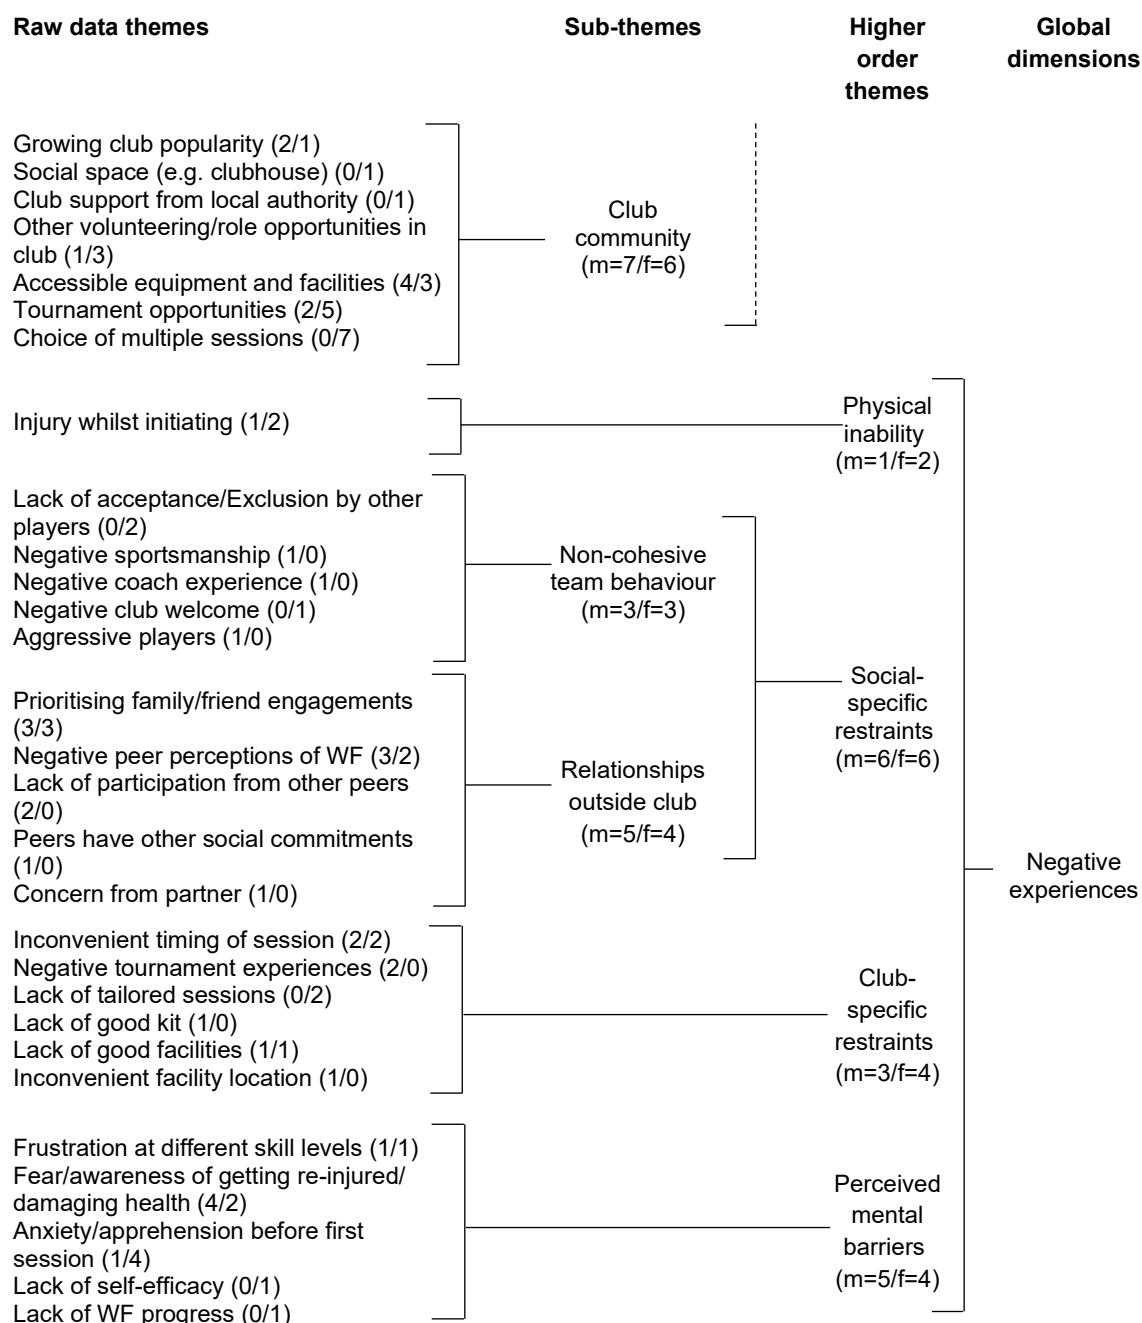 Raw data themes
Sub-themes
Higher
order
themes
Global
dimensions
Growing club popularity (2/1)
Social space (e.g. clubhouse) (0/1)
Club support from local authority (0/1)
Other volunteering/role opportunities in
club (1/3)
Accessible equipment and facilities (4/3)
Tournament opportunities (2/5)
Choice of multiple sessions (0/7)
Club
community
(m=7/f=6)
Injury whilst initiating (1/2)
Physical
inability
(m=1/f=2)
Lack of acceptance/Exclusion by other
players (0/2)
Negative sportsmanship (1/0)
Negative coach experience (1/0)
Negative club welcome (0/1)
Aggressive players (1/0)
Non-cohesive
team behaviour
(m=3/f=3)
Prioritising family/friend engagements
(3/3)
Negative peer perceptions of WF (3/2)
Lack of participation from other peers
(2/0)
Peers have other social commitments
(1/0)
Concern from partner (1/0)
Relationships
outside club
(m=5/f=4)
Social-
specific
restraints
(m=6/f=6)
Negative
experiences
Inconvenient timing of session (2/2)
Negative tournament experiences (2/0)
Lack of tailored sessions (0/2)
Lack of good kit (1/0)
Lack of good facilities (1/1)
Inconvenient facility location (1/0)
Club-
specific
restraints
(m=3/f=4)
Frustration at different skill levels (1/1)
Fear/awareness of getting re-injured/
damaging health (4/2)
Anxiety/apprehension before first
session (1/4)
Lack of self-efficacy (0/1)
Lack of WF progress (0/1)
Perceived
mental
barriers
(m=5/f=4)